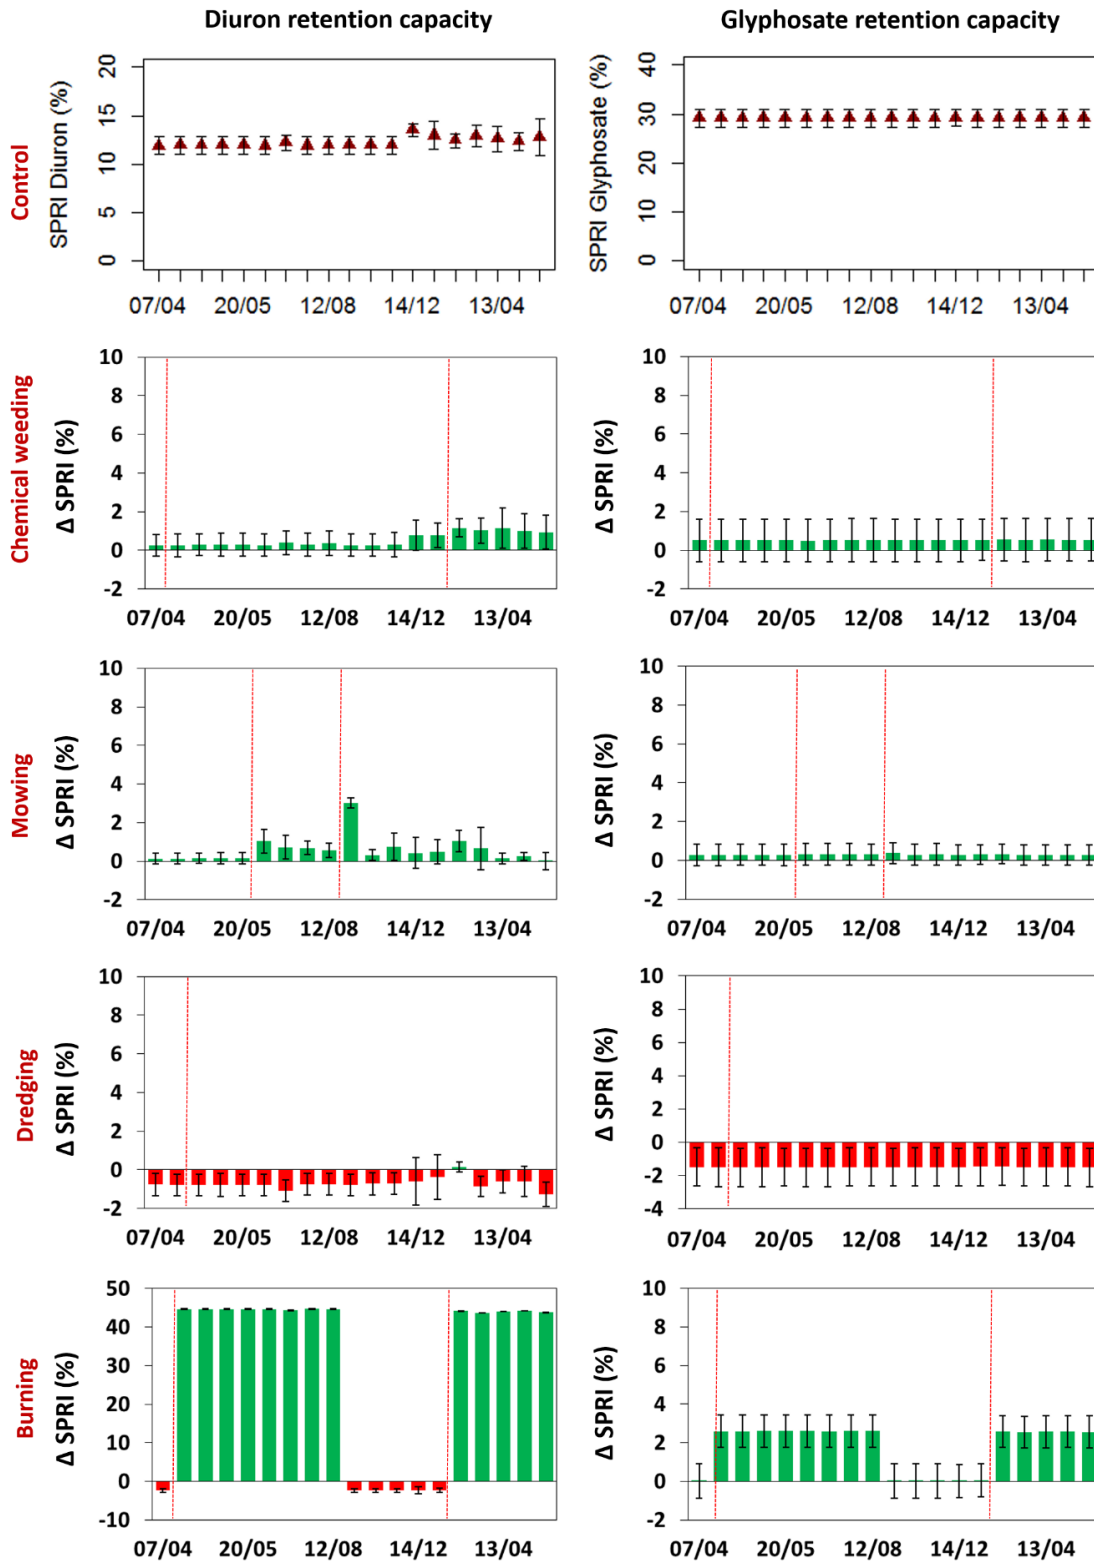 Diuron retention capacity
Glyphosate retention capacity
Control
SPRI Diuron (%)
20
15
10
5
0
07/04 20/05 12/08 14/12 13/04
SPRI Glyphosate (%)
40
30
20
10
0
07/04 20/05 12/08 14/12 13/04
Chemical weeding
Δ SPRI (%)
10
8
6
4
2
0
-2
07/04 20/05 12/08 14/12 13/04
Δ SPRI (%)
10
8
6
4
2
0
-2
07/04 20/05 12/08 14/12 13/04
Mowing
Δ SPRI (%)
10
8
6
4
2
0
-2
07/04 20/05 12/08 14/12 13/04
Δ SPRI (%)
10
8
6
4
2
0
-2
07/04 20/05 12/08 14/12 13/04
Dredging
Δ SPRI (%)
10
8
6
4
2
0
-2
07/04 20/05 12/08 14/12 13/04
Δ SPRI (%)
10
8
6
4
2
0
-2
-4
07/04 20/05 12/08 14/12 13/04
Burning
Δ SPRI (%)
50
40
30
20
10
0
-10
07/04 20/05 12/08 14/12 13/04
Δ SPRI (%)
10
8
6
4
2
0
-2
07/04 20/05 12/08 14/12 13/04